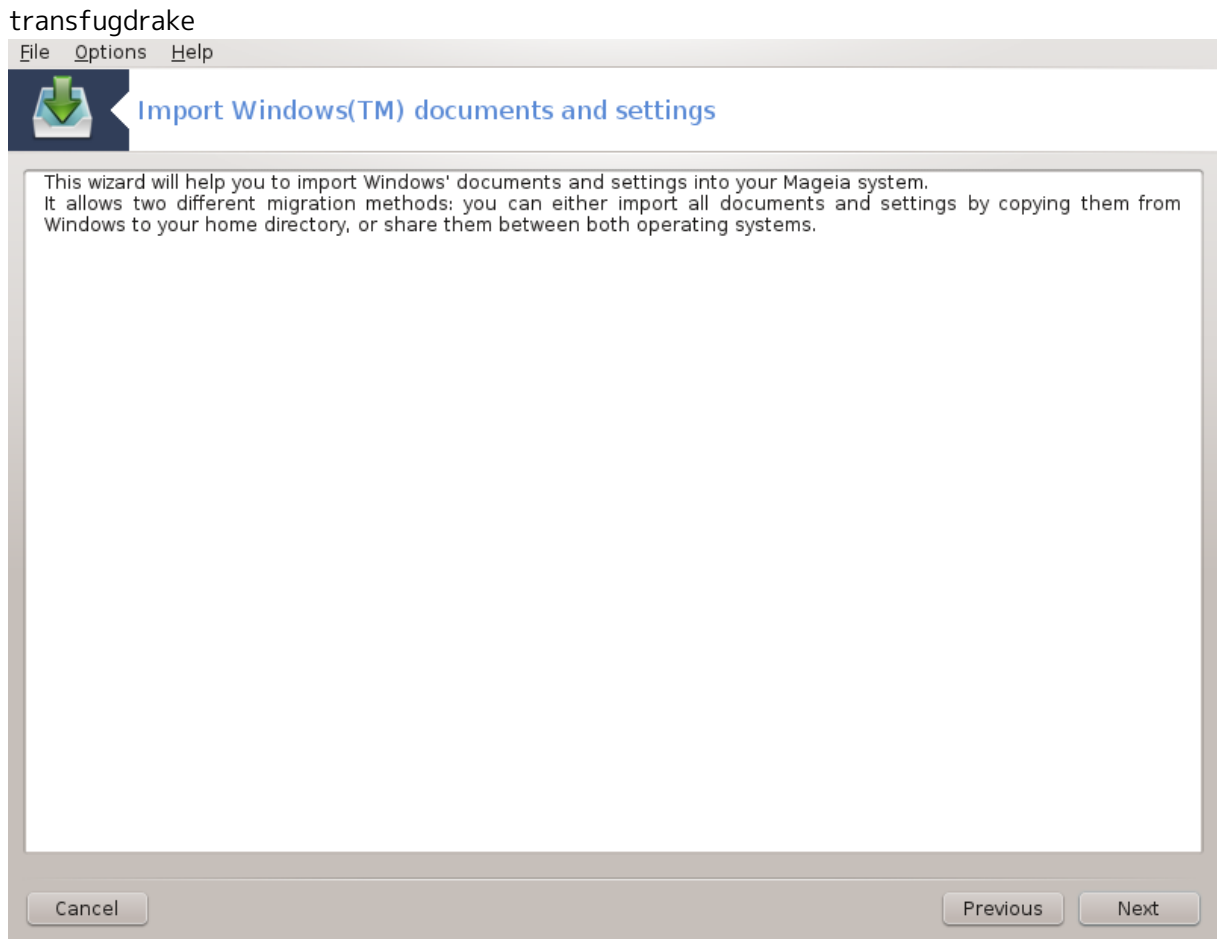 transfugdrake
File Options Help
Import Windows(TM) documents and settings
This wizard will help you to import Windows' documents and settings into your Mageia system.
It allows two different migration methods: you can either import all documents and settings by copying them from
Windows to your home directory, or share them between both operating systems.
Cancel Previous Next